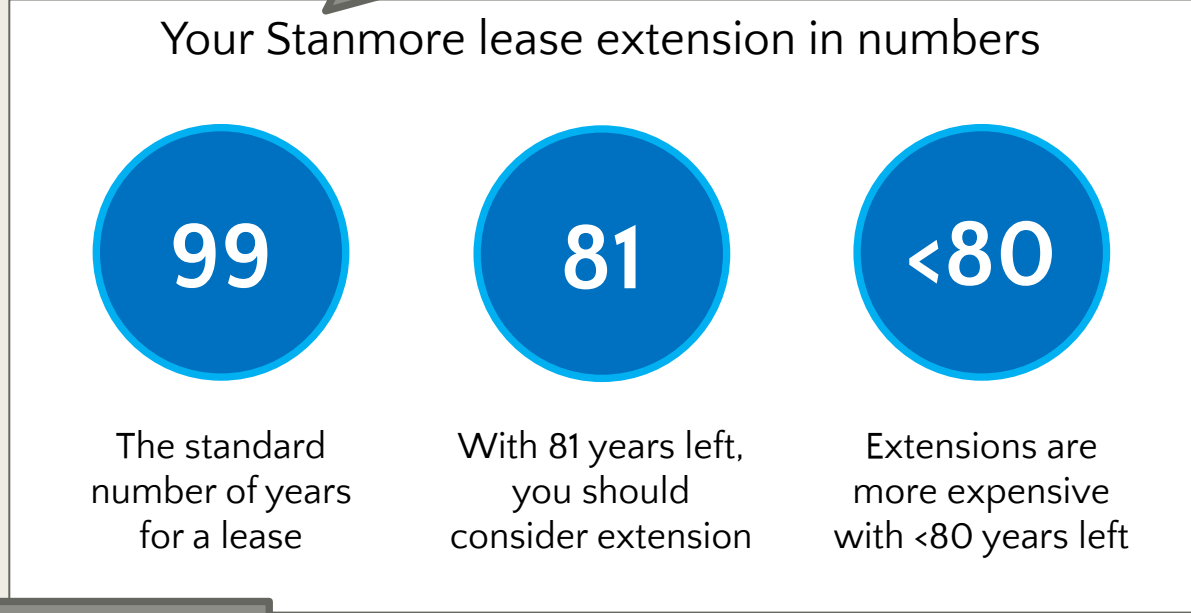 Your Stanmore lease extension in numbers
99
81
<80
The standard
number of years
for a lease
With 81 years left,
you should
consider extension
Extensions are
more expensive
with <80 years left